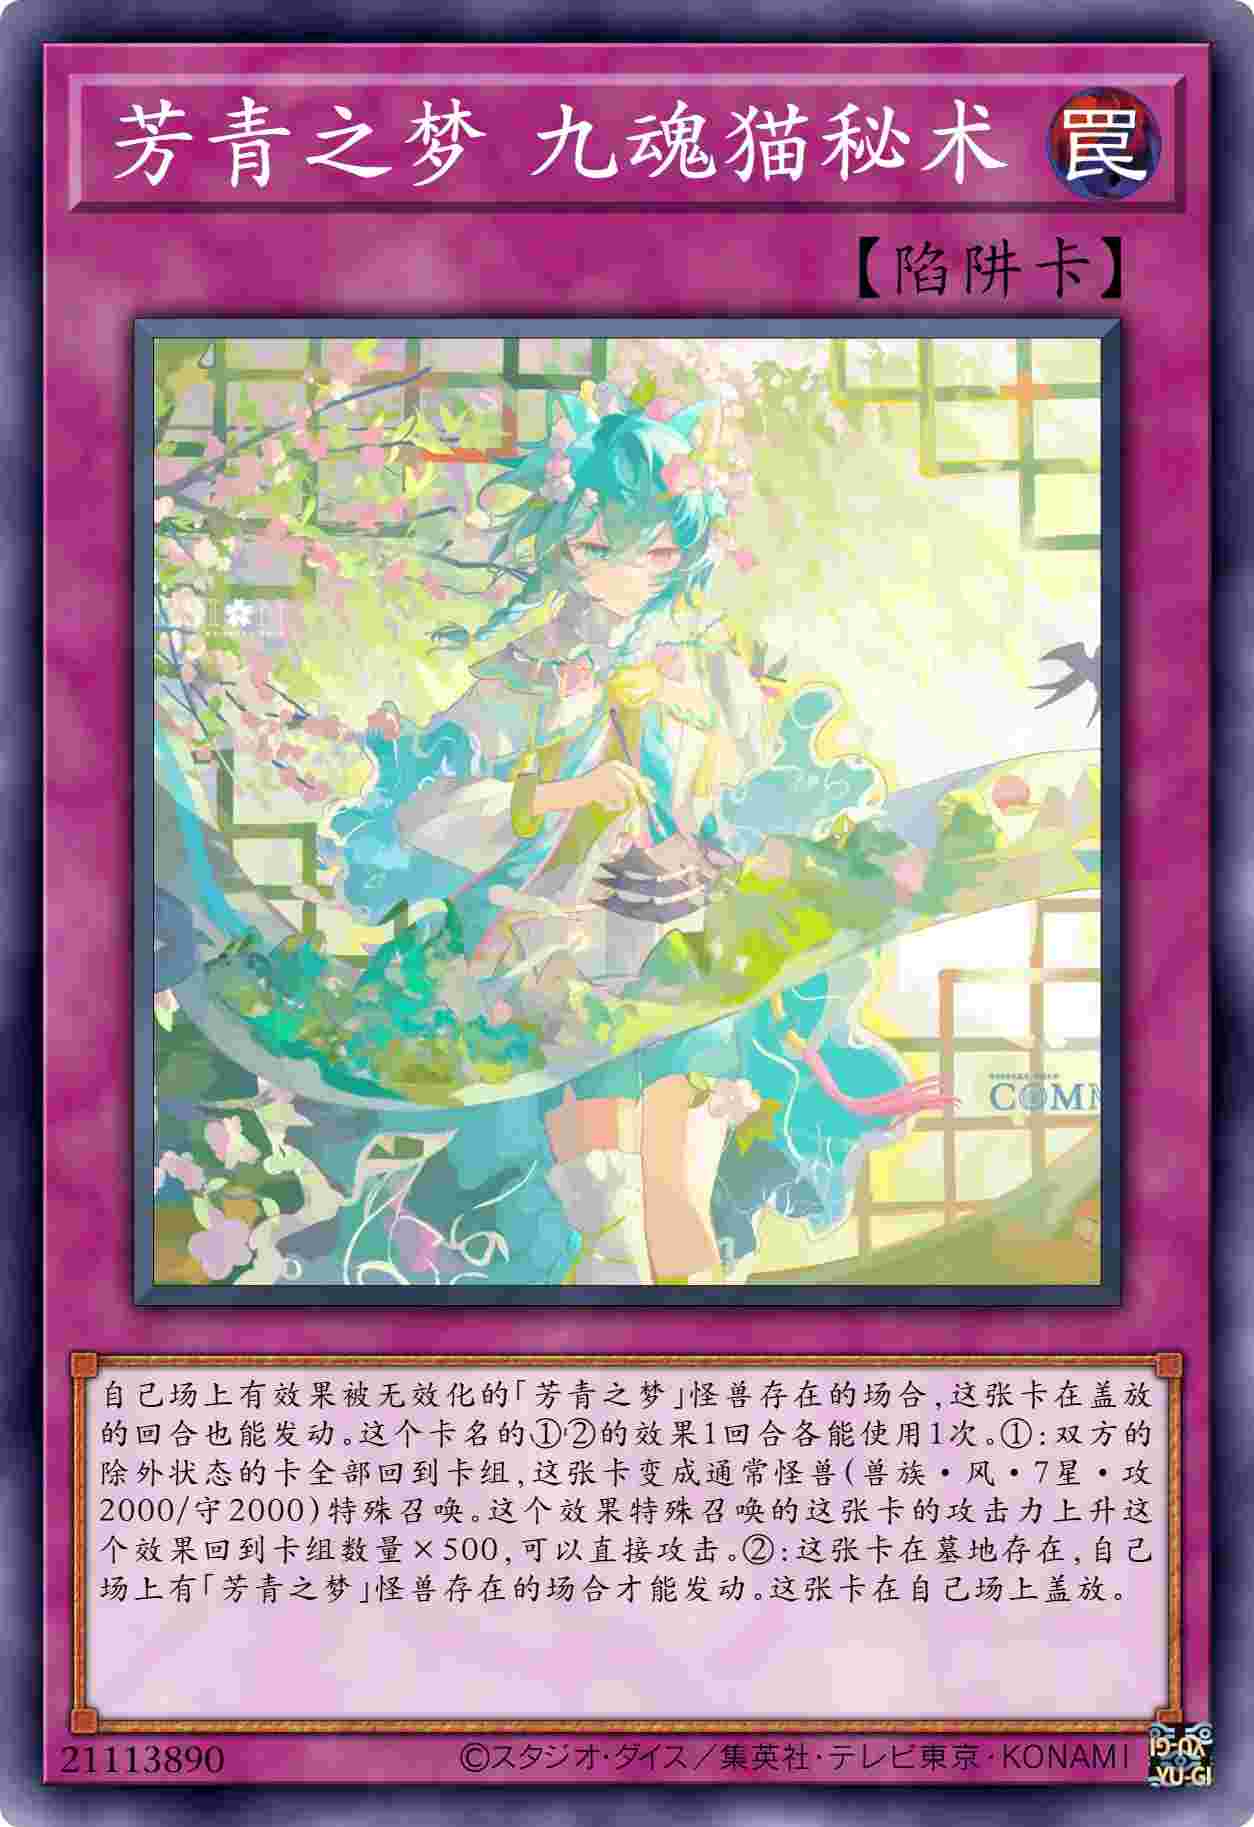 芳青之梦 九魂猫秘术 罠
【陷阱卡】
COMM
自己场上有效果被无效化的「芳青之梦」怪兽存在的场合,这张卡在盖放
的回合也能发动。这个卡名的①②的效果1回合各能使用1次。①:双方的
除外状态的卡全部回到卡组,这张卡变成通常怪兽(兽族·风·7星·攻
2000/守2000)特殊召唤。这个效果特殊召唤的这张卡的攻击力上升这
个效果回到卡组数量×500,可以直接攻击。②:这张卡在墓地存在,自己
场上有「芳青之梦」怪兽存在的场合才能发动。这张卡在自己场上盖放。
21113890 ©スタジオ·ダイス/集英社·テレビ東京·KONAMI
YU-GI